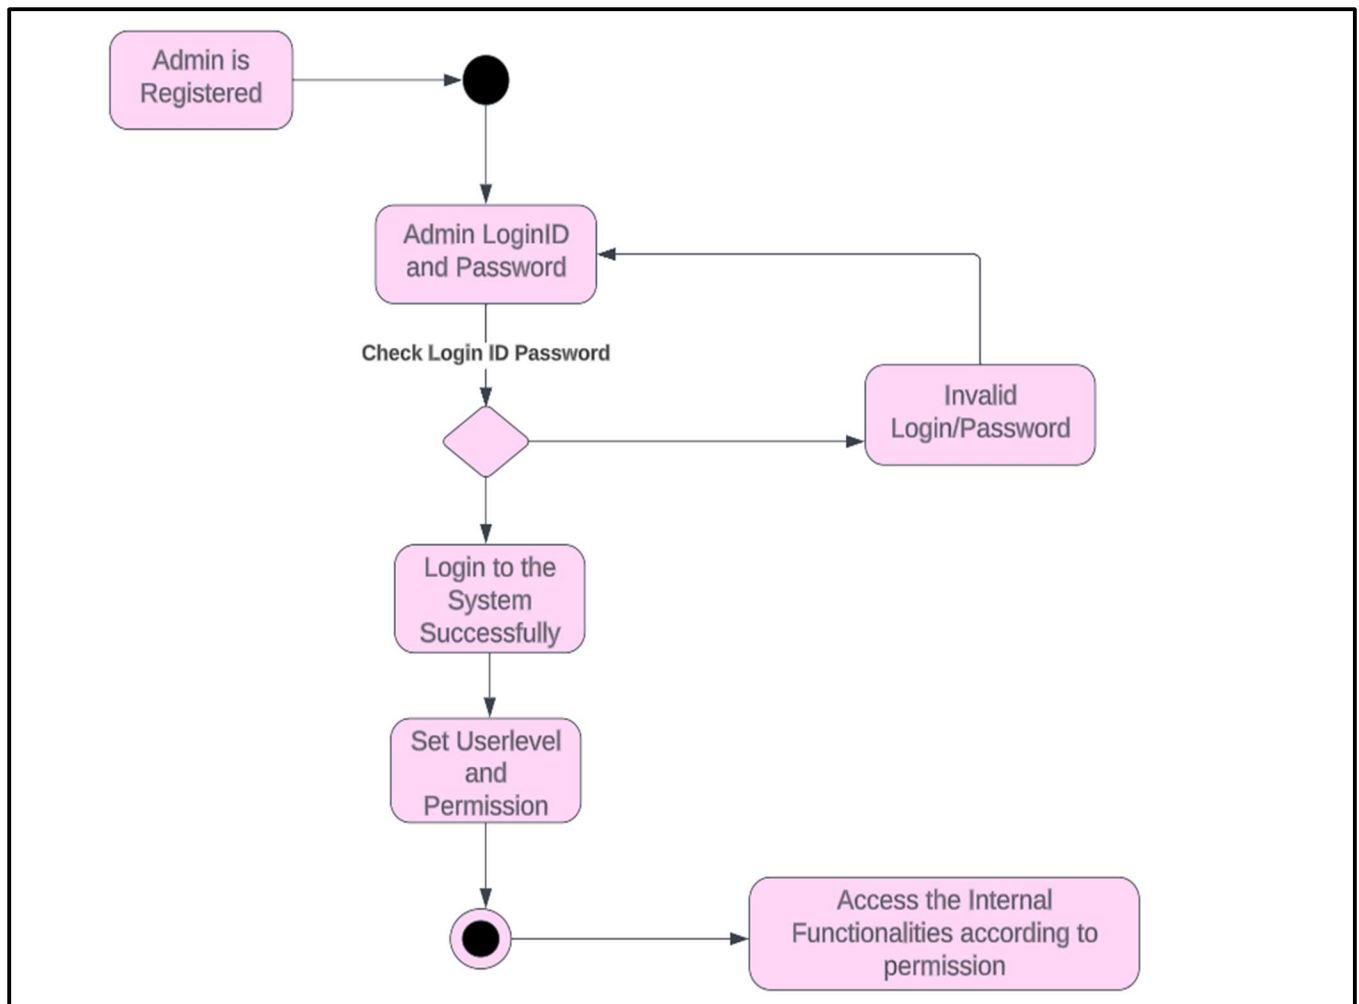 Admin is
Registered
Admin LoginID
and Password
Check Login ID Password
Invalid
Login/Password
Login to the
System
Successfully
Set Userlevel
and
Permission
Access the Internal
Functionalities according to
permission